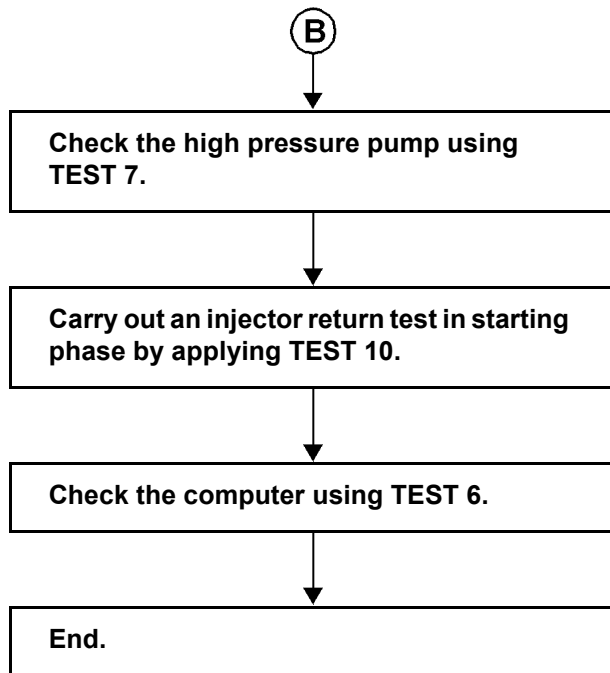 B
Check the high pressure pump using
TEST 7.
Carry out an injector return test in starting
phase by applying TEST 10.
Check the computer using TEST 6.
End.